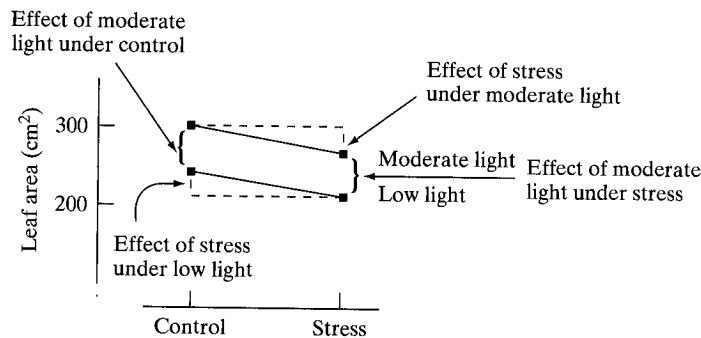 Effect of moderate
light under control
Effect of stress
under moderate light
Leaf area (cm²)
300
200
Moderate light
Low light
Effect of moderate
light under stress
Effect of stress
under low light
Control
Stress